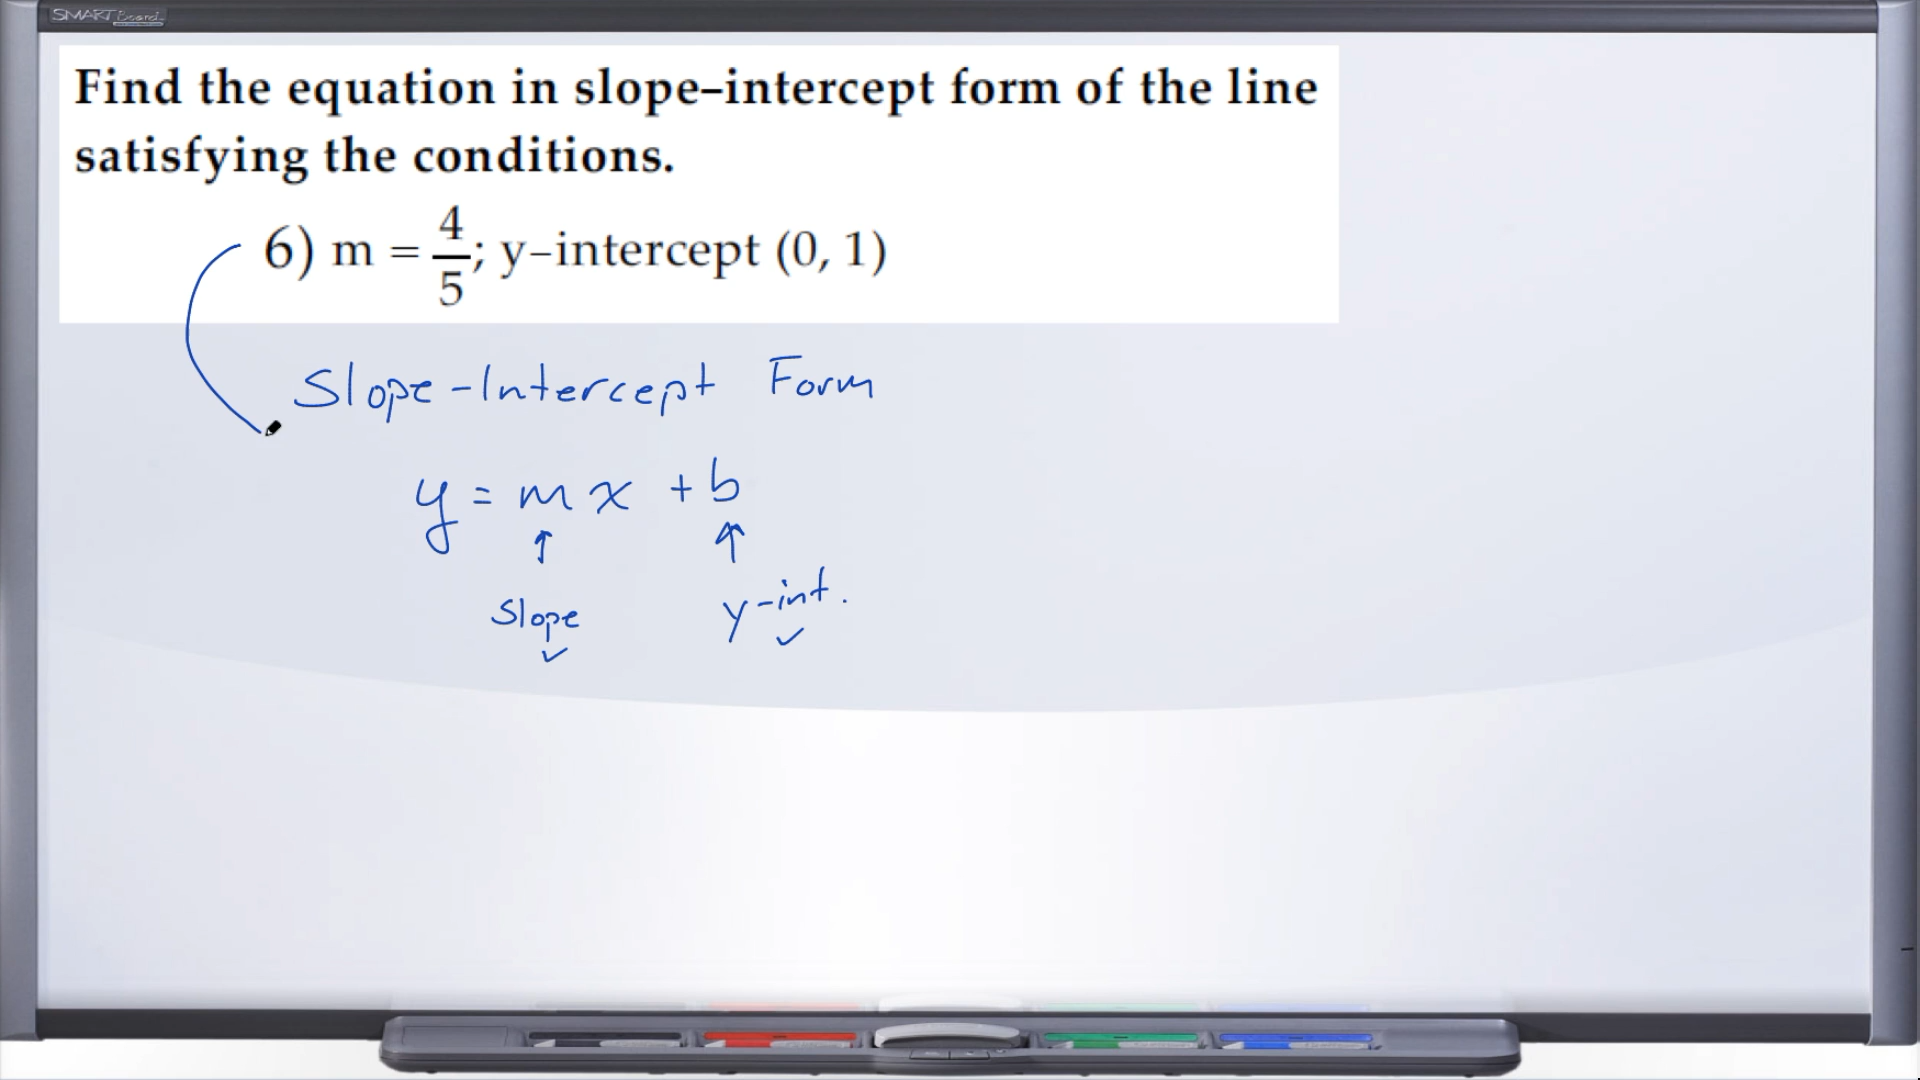 SMART Board
Find the equation in slope–intercept form of the line
satisfying the conditions.
6) m = 4/5; y–intercept (0, 1)
Slope-Intercept Form
y = mx + b
↑ ↑
Slope y-int.
✓ ✓